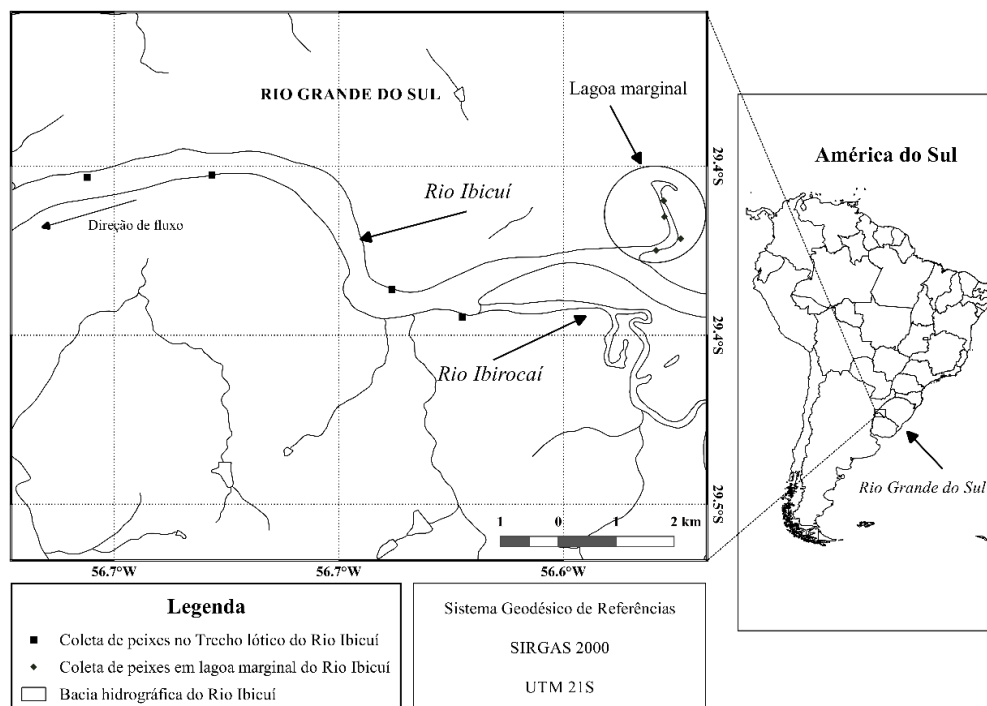 RIO GRANDE DO SUL
Lagoa marginal
Rio Ibicuí
Direção de fluxo
Rio Ibirocaí
29.4°S
29.4°S
29.5°S
1 0 1 2 km
56.7°W 56.7°W 56.6°W
América do Sul
Rio Grande do Sul
Legenda
Coleta de peixes no Trecho lótico do Rio Ibicuí
Coleta de peixes em lagoa marginal do Rio Ibicuí
Bacia hidrográfica do Rio Ibicuí
Sistema Geodésico de Referências
SIRGAS 2000
UTM 21S